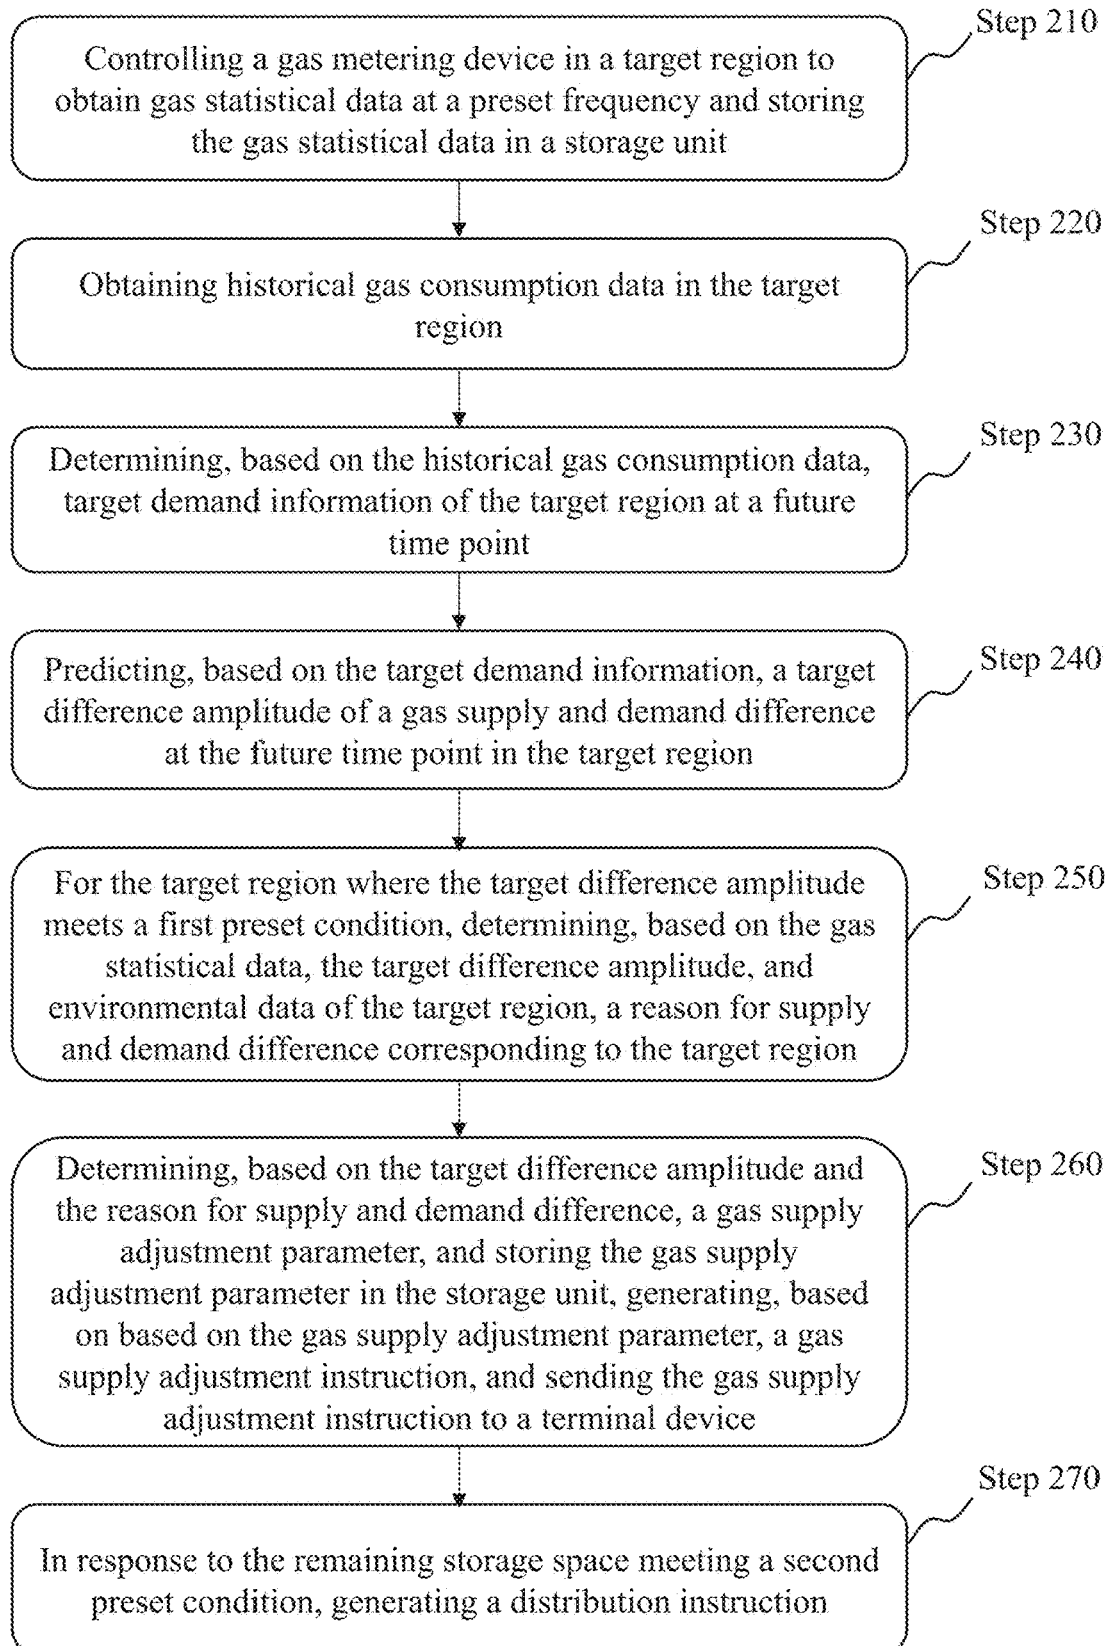 Step 210
Controlling a gas metering device in a target region to
obtain gas statistical data at a preset frequency and storing
the gas statistical data in a storage unit
Step 220
Obtaining historical gas consumption data in the target
region
Step 230
Determining, based on the historical gas consumption data,
target demand information of the target region at a future
time point
Step 240
Predicting, based on the target demand information, a target
difference amplitude of a gas supply and demand difference
at the future time point in the target region
Step 250
For the target region where the target difference amplitude
meets a first preset condition, determining, based on the gas
statistical data, the target difference amplitude, and
environmental data of the target region, a reason for supply
and demand difference corresponding to the target region
Step 260
Determining, based on the target difference amplitude and
the reason for supply and demand difference, a gas supply
adjustment parameter, and storing the gas supply
adjustment parameter in the storage unit, generating, based
on based on the gas supply adjustment parameter, a gas
supply adjustment instruction, and sending the gas supply
adjustment instruction to a terminal device
Step 270
In response to the remaining storage space meeting a second
preset condition, generating a distribution instruction